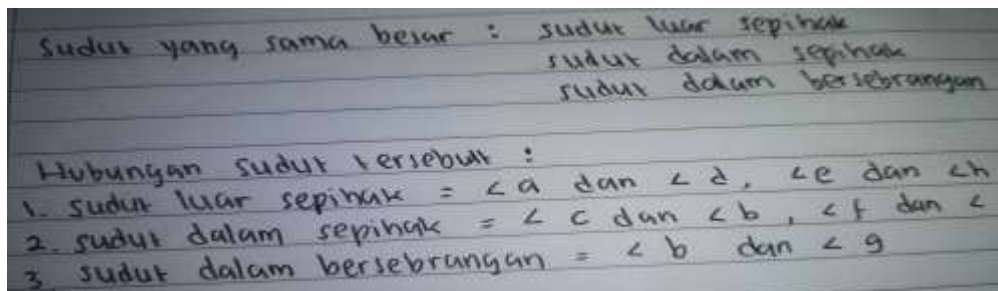 Sudut yang sama besar : sudut luar sepihak
sudut dalam sepihak
sudut dalam bersebrangan
Hubungan sudut tersebut :
1. sudut luar sepihak = < a dan < d, < e dan < h
2. sudut dalam sepihak = < c dan < b, < f dan <
3. sudut dalam bersebrangan = < b dan < g